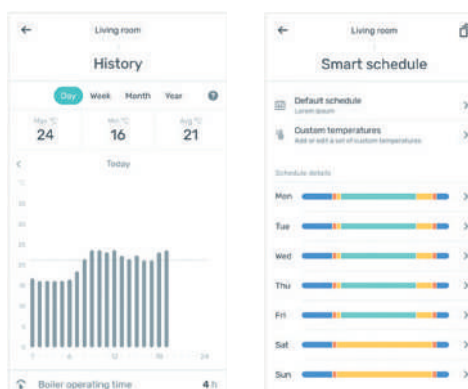 Living room
History
Day Week Month Year
Max °C
24
Min °C
16
Avg °C
21
Today
12
24
Boiler operating time 4 h
Living room
Smart schedule
Default schedule
Lorem ipsum
Custom temperatures
Add or edit a set of custom temperatures
Schedule details
Mon
Tue
Wed
Thu
Fri
Sat
Sun